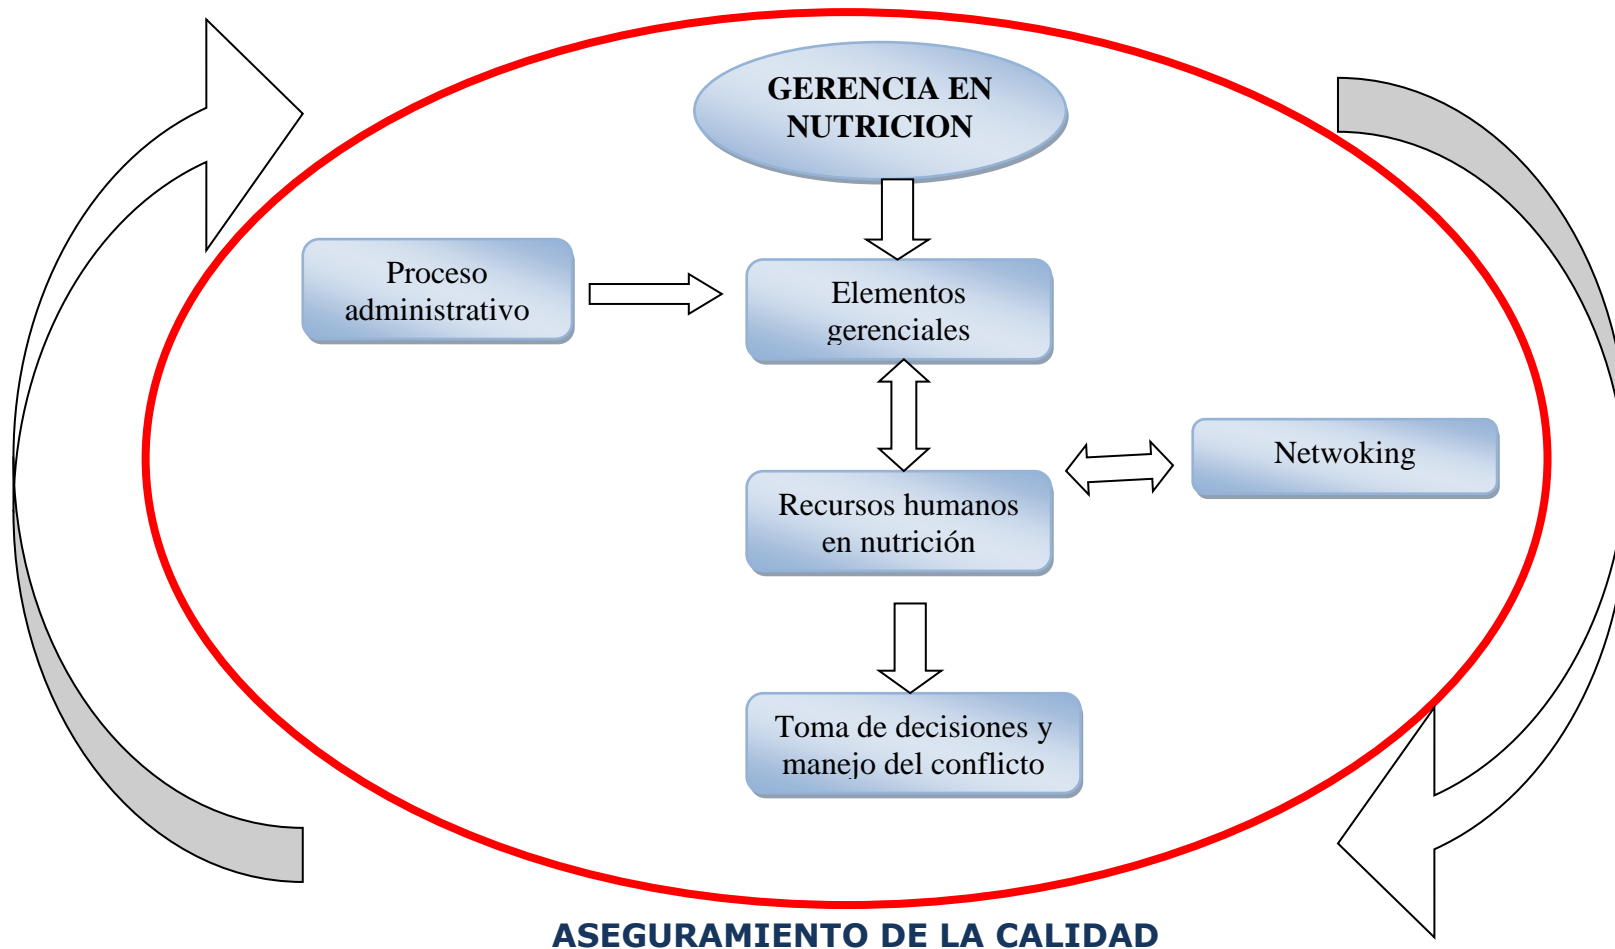 GERENCIA EN
NUTRICION
Proceso
administrativo
Elementos
gerenciales
Netwoking
Recursos humanos
en nutrición
Toma de decisiones y
manejo del conflicto
ASEGURAMIENTO DE LA CALIDAD